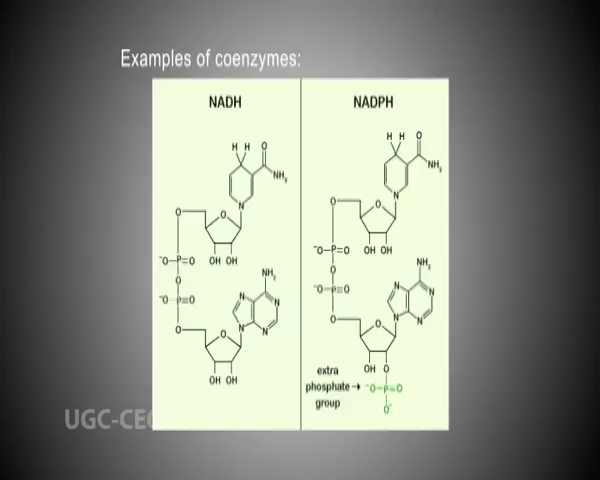 Examples of coenzymes:
NADH
H H O
NH2
N
O
O
⁻O–P=O
OH OH
O
NH2
⁻O–P=O
N
N
O
O
N
N
OH OH
NADPH
H H O
NH2
N
O
O
⁻O–P=O
OH OH
O
NH2
⁻O–P=O
N
N
O
O
N
N
OH O
extra
phosphate →
group
⁻O–P=O
O⁻
UGC-CEC